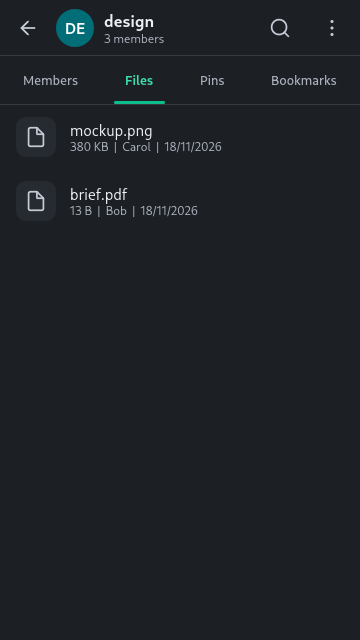 DE
design
3 members
Members Files Pins Bookmarks
mockup.png
380 KB | Carol | 18/11/2026
brief.pdf
13 B | Bob | 18/11/2026